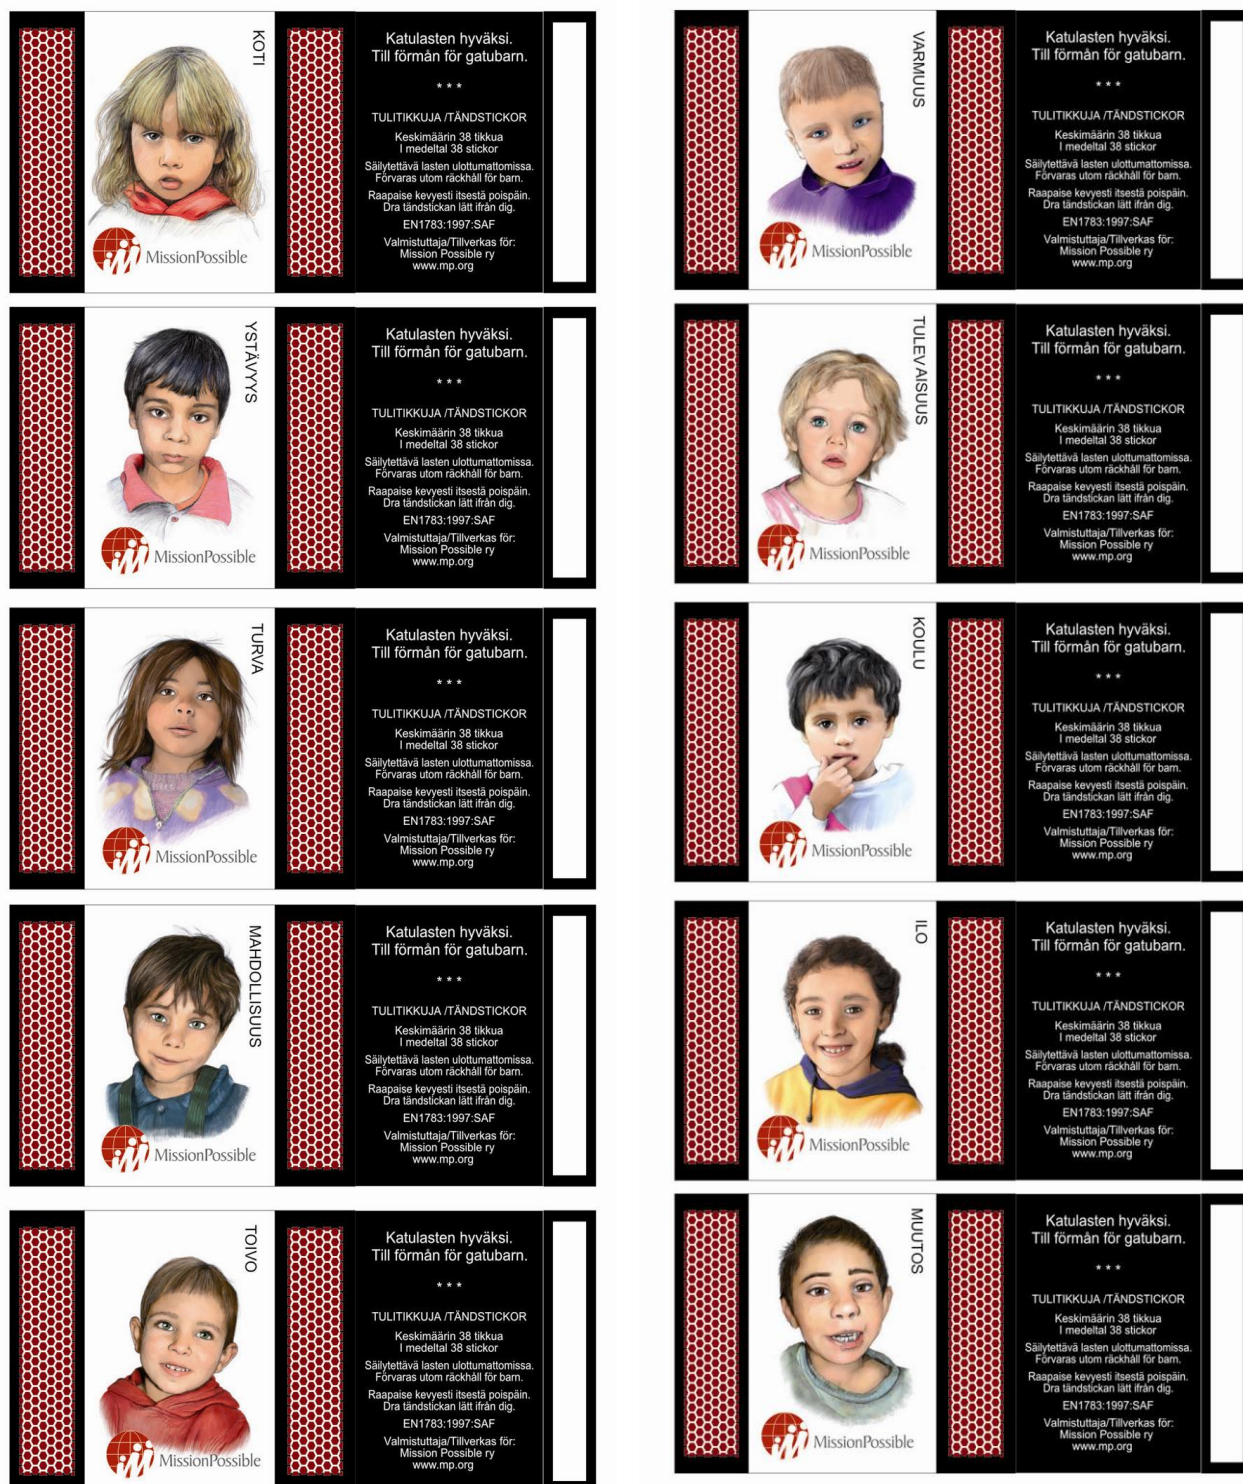 KOTI
MissionPossible
Katulasten hyväksi.
Till förmån för gatubarn.
* * *
TULITIKKUJA /TÄNDSTICKOR
Keskimäärin 38 tikkua
I medeltal 38 stickor
Säilytettävä lasten ulottumattomissa.
Förvaras utom räckhåll för barn.
Raapaise kevyesti itsestä poispäin.
Dra tändstickan lätt ifrån dig.
EN1783:1997:SAF
Valmistuttaja/Tillverkas för:
Mission Possible ry
www.mp.org
YSTÄVYYS
MissionPossible
Katulasten hyväksi.
Till förmån för gatubarn.
* * *
TULITIKKUJA /TÄNDSTICKOR
Keskimäärin 38 tikkua
I medeltal 38 stickor
Säilytettävä lasten ulottumattomissa.
Förvaras utom räckhåll för barn.
Raapaise kevyesti itsestä poispäin.
Dra tändstickan lätt ifrån dig.
EN1783:1997:SAF
Valmistuttaja/Tillverkas för:
Mission Possible ry
www.mp.org
TURVA
MissionPossible
Katulasten hyväksi.
Till förmån för gatubarn.
* * *
TULITIKKUJA /TÄNDSTICKOR
Keskimäärin 38 tikkua
I medeltal 38 stickor
Säilytettävä lasten ulottumattomissa.
Förvaras utom räckhåll för barn.
Raapaise kevyesti itsestä poispäin.
Dra tändstickan lätt ifrån dig.
EN1783:1997:SAF
Valmistuttaja/Tillverkas för:
Mission Possible ry
www.mp.org
MAHDOLLISUUS
MissionPossible
Katulasten hyväksi.
Till förmån för gatubarn.
* * *
TULITIKKUJA /TÄNDSTICKOR
Keskimäärin 38 tikkua
I medeltal 38 stickor
Säilytettävä lasten ulottumattomissa.
Förvaras utom räckhåll för barn.
Raapaise kevyesti itsestä poispäin.
Dra tändstickan lätt ifrån dig.
EN1783:1997:SAF
Valmistuttaja/Tillverkas för:
Mission Possible ry
www.mp.org
TOIVO
MissionPossible
Katulasten hyväksi.
Till förmån för gatubarn.
* * *
TULITIKKUJA /TÄNDSTICKOR
Keskimäärin 38 tikkua
I medeltal 38 stickor
Säilytettävä lasten ulottumattomissa.
Förvaras utom räckhåll för barn.
Raapaise kevyesti itsestä poispäin.
Dra tändstickan lätt ifrån dig.
EN1783:1997:SAF
Valmistuttaja/Tillverkas för:
Mission Possible ry
www.mp.org
VARMUUS
MissionPossible
Katulasten hyväksi.
Till förmån för gatubarn.
* * *
TULITIKKUJA /TÄNDSTICKOR
Keskimäärin 38 tikkua
I medeltal 38 stickor
Säilytettävä lasten ulottumattomissa.
Förvaras utom räckhåll för barn.
Raapaise kevyesti itsestä poispäin.
Dra tändstickan lätt ifrån dig.
EN1783:1997:SAF
Valmistuttaja/Tillverkas för:
Mission Possible ry
www.mp.org
TULEVAISUUS
MissionPossible
Katulasten hyväksi.
Till förmån för gatubarn.
* * *
TULITIKKUJA /TÄNDSTICKOR
Keskimäärin 38 tikkua
I medeltal 38 stickor
Säilytettävä lasten ulottumattomissa.
Förvaras utom räckhåll för barn.
Raapaise kevyesti itsestä poispäin.
Dra tändstickan lätt ifrån dig.
EN1783:1997:SAF
Valmistuttaja/Tillverkas för:
Mission Possible ry
www.mp.org
KOULU
MissionPossible
Katulasten hyväksi.
Till förmån för gatubarn.
* * *
TULITIKKUJA /TÄNDSTICKOR
Keskimäärin 38 tikkua
I medeltal 38 stickor
Säilytettävä lasten ulottumattomissa.
Förvaras utom räckhåll för barn.
Raapaise kevyesti itsestä poispäin.
Dra tändstickan lätt ifrån dig.
EN1783:1997:SAF
Valmistuttaja/Tillverkas för:
Mission Possible ry
www.mp.org
ILO
MissionPossible
Katulasten hyväksi.
Till förmån för gatubarn.
* * *
TULITIKKUJA /TÄNDSTICKOR
Keskimäärin 38 tikkua
I medeltal 38 stickor
Säilytettävä lasten ulottumattomissa.
Förvaras utom räckhåll för barn.
Raapaise kevyesti itsestä poispäin.
Dra tändstickan lätt ifrån dig.
EN1783:1997:SAF
Valmistuttaja/Tillverkas för:
Mission Possible ry
www.mp.org
MUUTOS
MissionPossible
Katulasten hyväksi.
Till förmån för gatubarn.
* * *
TULITIKKUJA /TÄNDSTICKOR
Keskimäärin 38 tikkua
I medeltal 38 stickor
Säilytettävä lasten ulottumattomissa.
Förvaras utom räckhåll för barn.
Raapaise kevyesti itsestä poispäin.
Dra tändstickan lätt ifrån dig.
EN1783:1997:SAF
Valmistuttaja/Tillverkas för:
Mission Possible ry
www.mp.org